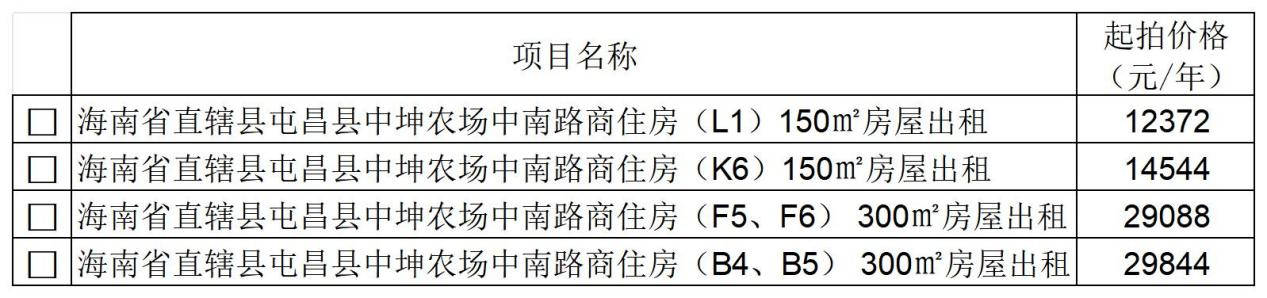 项目名称
起拍价格
（元/年）
□ 海南省直辖县屯昌县中坤农场中南路商住房（L1）150㎡房屋出租 12372
□ 海南省直辖县屯昌县中坤农场中南路商住房（K6）150㎡房屋出租 14544
□ 海南省直辖县屯昌县中坤农场中南路商住房（F5、F6） 300㎡房屋出租 29088
□ 海南省直辖县屯昌县中坤农场中南路商住房（B4、B5） 300㎡房屋出租 29844